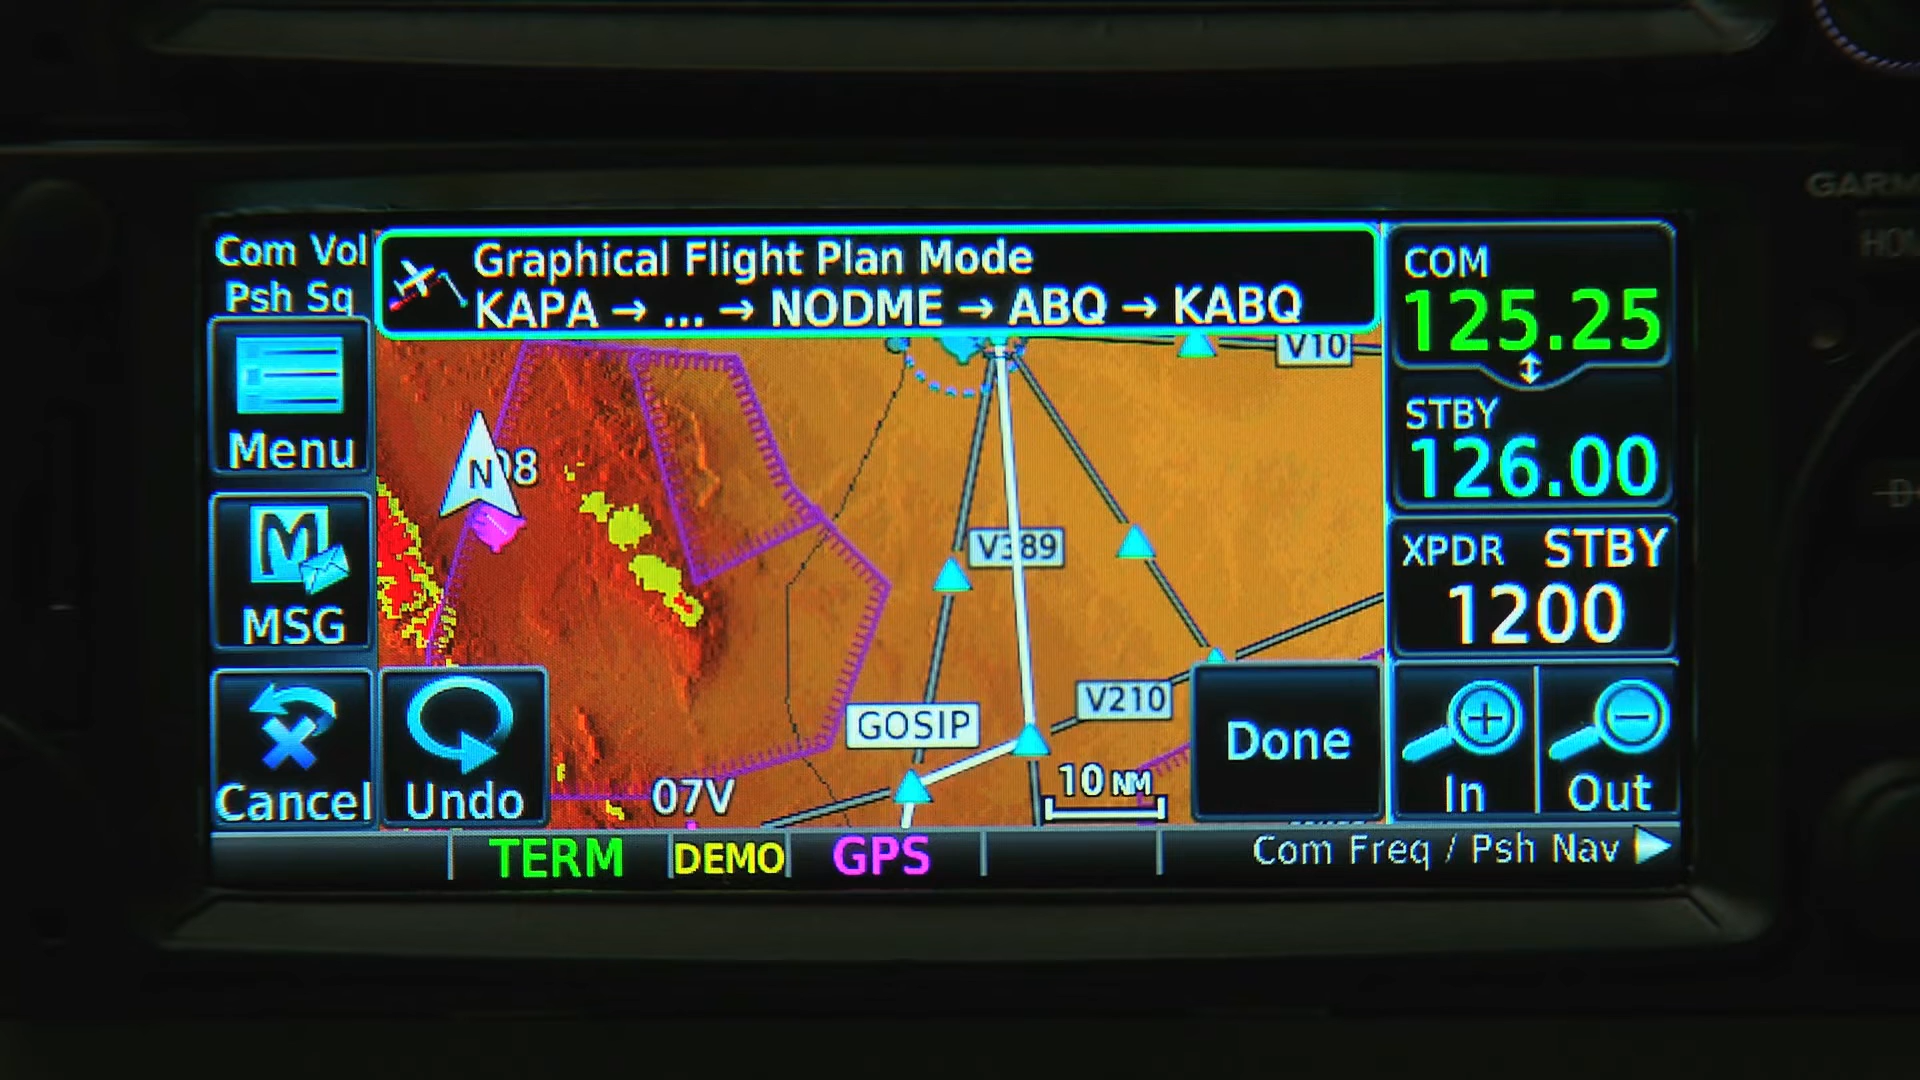 GARM
Com Vol
Psh Sq
Graphical Flight Plan Mode
KAPA → ... → NODME → ABQ → KABQ
COM
125.25
STBY
126.00
XPDR STBY
1200
Menu
MSG
Cancel
Undo
N
V10
V389
V210
GOSIP
07V
10 NM
Done
In
Out
TERM
DEMO
GPS
Com Freq / Psh Nav